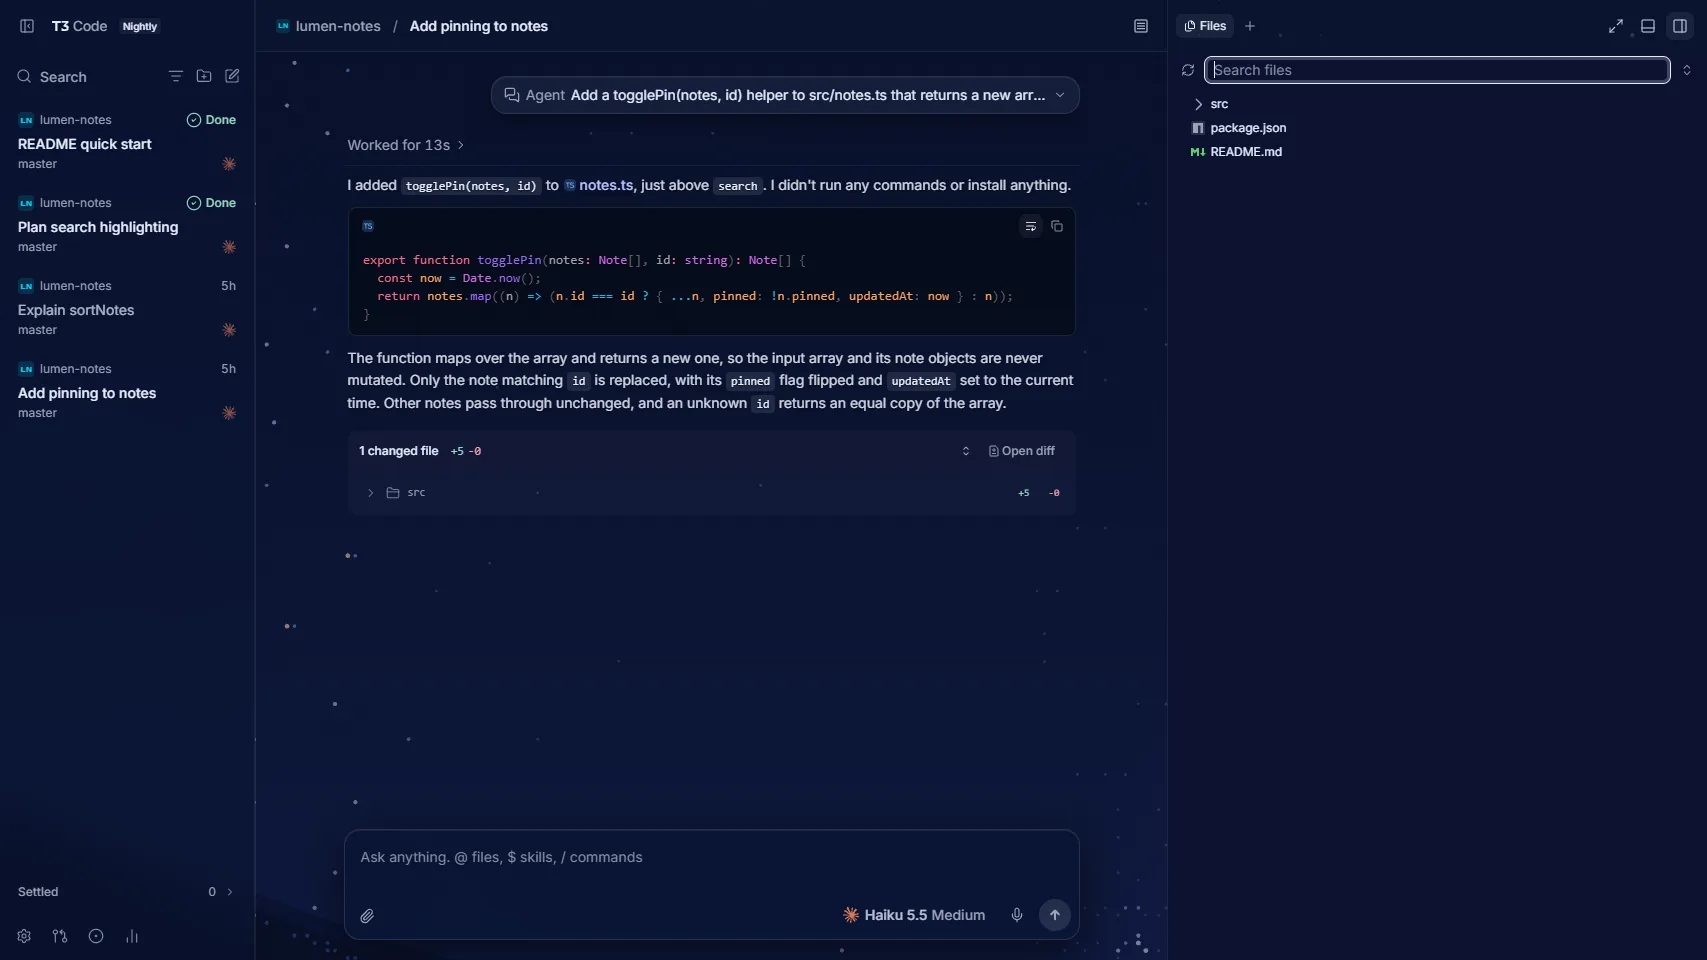 T3 Code Nightly
Search
LN lumen-notes Done
README quick start
master
LN lumen-notes Done
Plan search highlighting
master
LN lumen-notes 5h
Explain sortNotes
master
LN lumen-notes 5h
Add pinning to notes
master
Settled 0
LN lumen-notes / Add pinning to notes
Agent Add a togglePin(notes, id) helper to src/notes.ts that returns a new arr...
Worked for 13s
I added togglePin(notes, id) to TS notes.ts, just above search. I didn't run any commands or install anything.
TS
export function togglePin(notes: Note[], id: string): Note[] {
  const now = Date.now();
  return notes.map((n) => (n.id === id ? { ...n, pinned: !n.pinned, updatedAt: now } : n));
}
The function maps over the array and returns a new one, so the input array and its note objects are never
mutated. Only the note matching id is replaced, with its pinned flag flipped and updatedAt set to the current
time. Other notes pass through unchanged, and an unknown id returns an equal copy of the array.
1 changed file +5 -0 Open diff
src +5 -0
Ask anything. @ files, $ skills, / commands
Haiku 5.5 Medium
Files
Search files
src
package.json
M↓ README.md